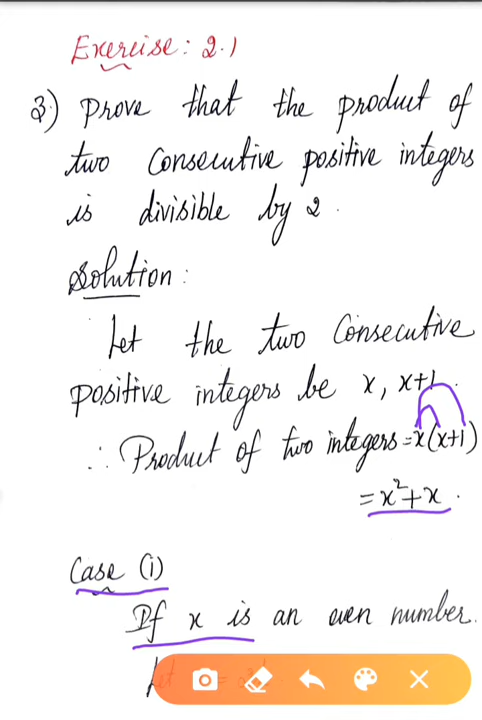 Exercise: 2.1
3) Prove that the product of
two Consecutive positive integers
is divisible by 2.
Solution:
Let the two Consecutive
positive integers be x, x+1.
∴ Product of two integers = x(x+1)
= x²+x.
Case (i)
If x is an even number.
Let =